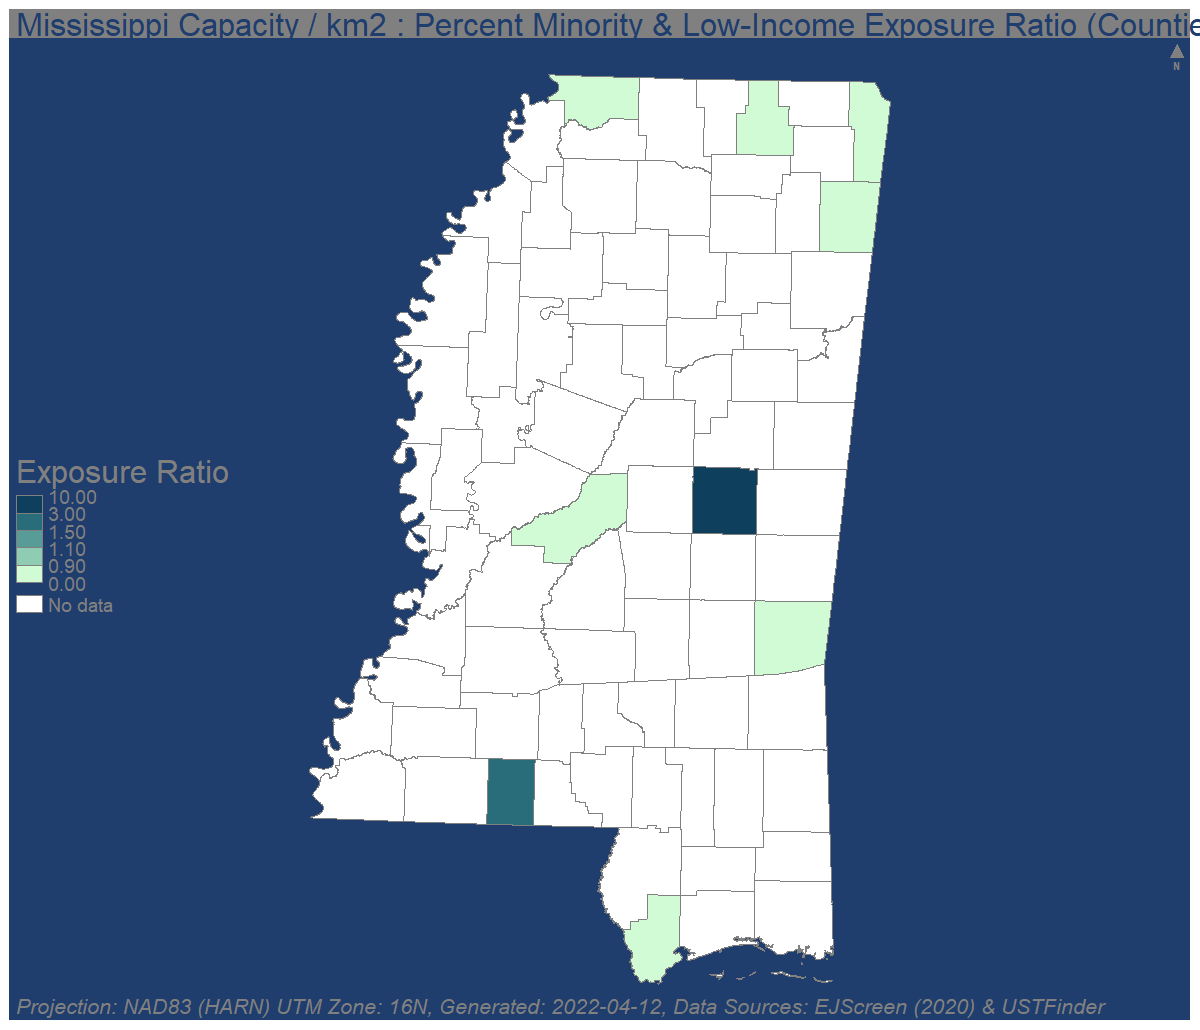 Mississippi Capacity / km2 : Percent Minority & Low-Income Exposure Ratio (Countie
N
Exposure Ratio
10.00
3.00
1.50
1.10
0.90
0.00
No data
Projection: NAD83 (HARN) UTM Zone: 16N, Generated: 2022-04-12, Data Sources: EJScreen (2020) & USTFinder